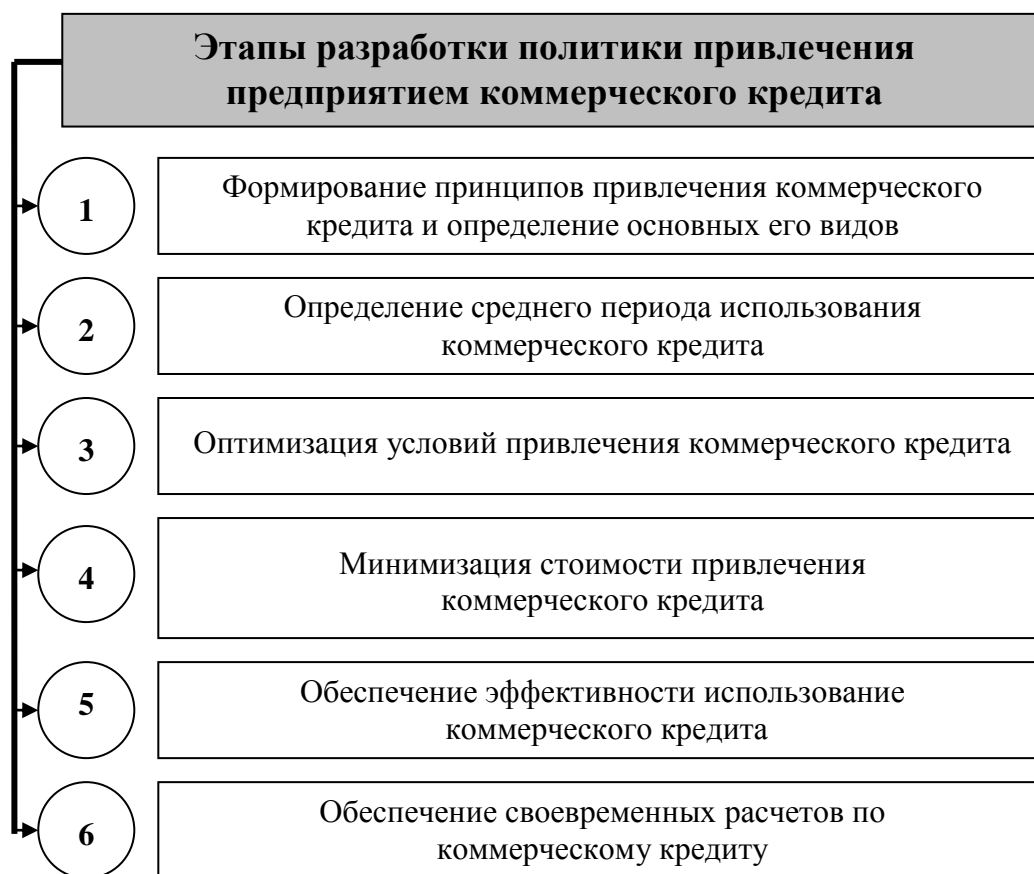 Этапы разработки политики привлечения
предприятием коммерческого кредита
1
Формирование принципов привлечения коммерческого
кредита и определение основных его видов
2
Определение среднего периода использования
коммерческого кредита
3
Оптимизация условий привлечения коммерческого кредита
4
Минимизация стоимости привлечения
коммерческого кредита
5
Обеспечение эффективности использование
коммерческого кредита
6
Обеспечение своевременных расчетов по
коммерческому кредиту